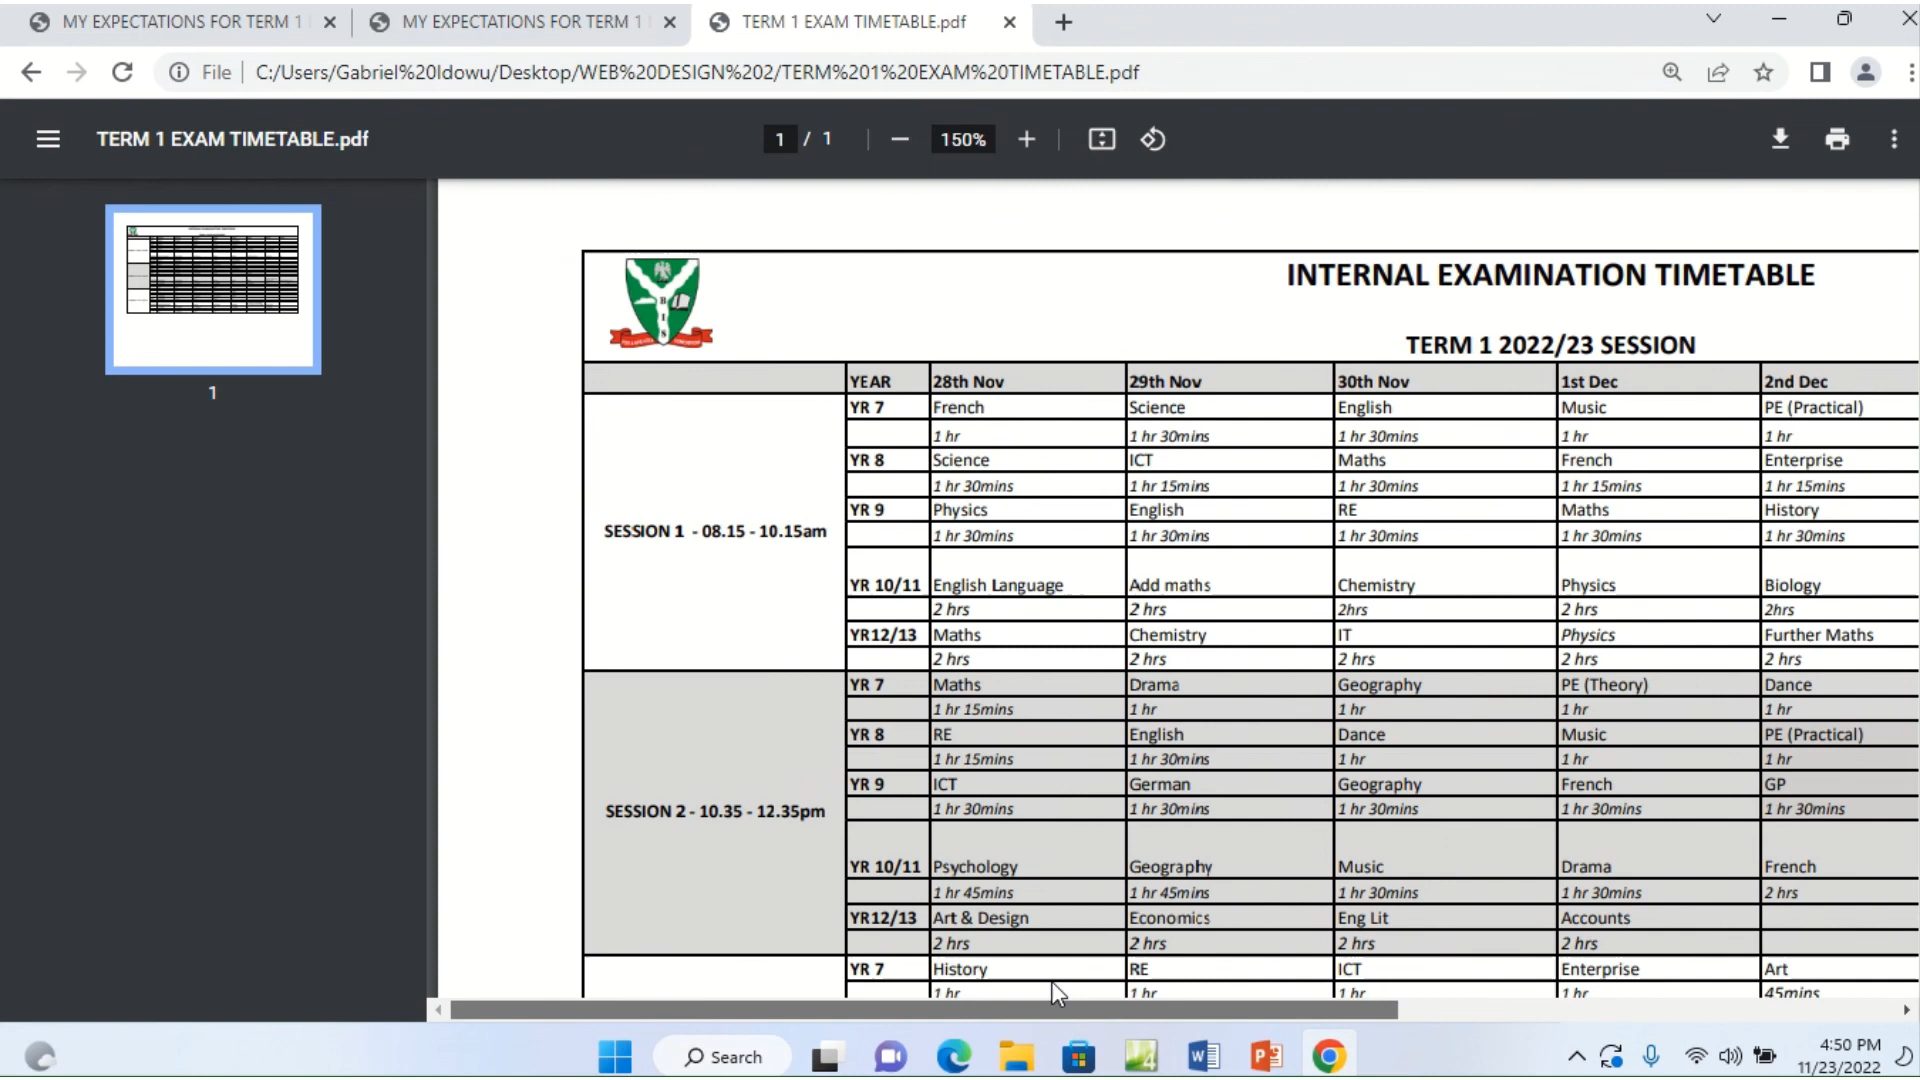 MY EXPECTATIONS FOR TERM 1
MY EXPECTATIONS FOR TERM 1
TERM 1 EXAM TIMETABLE.pdf
File
C:/Users/Gabriel%20Idowu/Desktop/WEB%20DESIGN%202/TERM%201%20EXAM%20TIMETABLE.pdf
TERM 1 EXAM TIMETABLE.pdf
1 / 1
150%
1
B
I
S
INTERNAL EXAMINATION TIMETABLE
TERM 1 2022/23 SESSION
YEAR 28th Nov 29th Nov 30th Nov 1st Dec 2nd Dec
SESSION 1 - 08.15 - 10.15am
YR 7 French Science English Music PE (Practical)
1 hr 1 hr 30mins 1 hr 30mins 1 hr 1 hr
YR 8 Science ICT Maths French Enterprise
1 hr 30mins 1 hr 15mins 1 hr 30mins 1 hr 15mins 1 hr 15mins
YR 9 Physics English RE Maths History
1 hr 30mins 1 hr 30mins 1 hr 30mins 1 hr 30mins 1 hr 30mins
YR 10/11 English Language Add maths Chemistry Physics Biology
2 hrs 2 hrs 2hrs 2 hrs 2hrs
YR12/13 Maths Chemistry IT Physics Further Maths
2 hrs 2 hrs 2 hrs 2 hrs 2 hrs
SESSION 2 - 10.35 - 12.35pm
YR 7 Maths Drama Geography PE (Theory) Dance
1 hr 15mins 1 hr 1 hr 1 hr 1 hr
YR 8 RE English Dance Music PE (Practical)
1 hr 15mins 1 hr 30mins 1 hr 1 hr 1 hr
YR 9 ICT German Geography French GP
1 hr 30mins 1 hr 30mins 1 hr 30mins 1 hr 30mins 1 hr 30mins
YR 10/11 Psychology Geography Music Drama French
1 hr 45mins 1 hr 45mins 1 hr 30mins 1 hr 30mins 2 hrs
YR12/13 Art & Design Economics Eng Lit Accounts
2 hrs 2 hrs 2 hrs 2 hrs
YR 7 History RE ICT Enterprise Art
1 hr 1 hr 1 hr 1 hr 45mins
Search
4:50 PM
11/23/2022